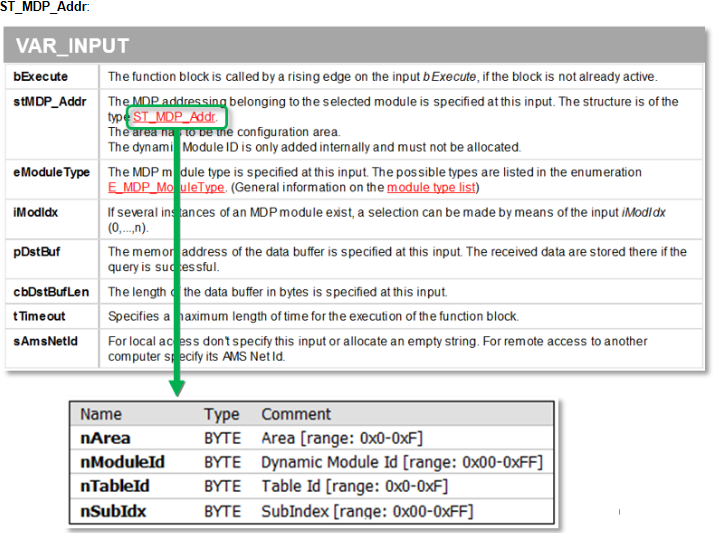 ST_MDP_Addr:
VAR_INPUT
bExecute The function block is called by a rising edge on the input bExecute, if the block is not already active.
stMDP_Addr The MDP addressing belonging to the selected module is specified at this input. The structure is of the
type ST_MDP_Addr.
The area has to be the configuration area.
The dynamic Module ID is only added internally and must not be allocated.
eModuleType The MDP module type is specified at this input. The possible types are listed in the enumeration
E_MDP_ModuleType. (General information on the module type list)
iModIdx If several instances of an MDP module exist, a selection can be made by means of the input iModIdx
(0,...,n).
pDstBuf The memory address of the data buffer is specified at this input. The received data are stored there if the
query is successful.
cbDstBufLen The length of the data buffer in bytes is specified at this input.
tTimeout Specifies a maximum length of time for the execution of the function block.
sAmsNetId For local access don't specify this input or allocate an empty string. For remote access to another
computer specify its AMS Net Id.
Name Type Comment
nArea BYTE Area [range: 0x0-0xF]
nModuleId BYTE Dynamic Module Id [range: 0x00-0xFF]
nTableId BYTE Table Id [range: 0x0-0xF]
nSubIdx BYTE SubIndex [range: 0x00-0xFF]